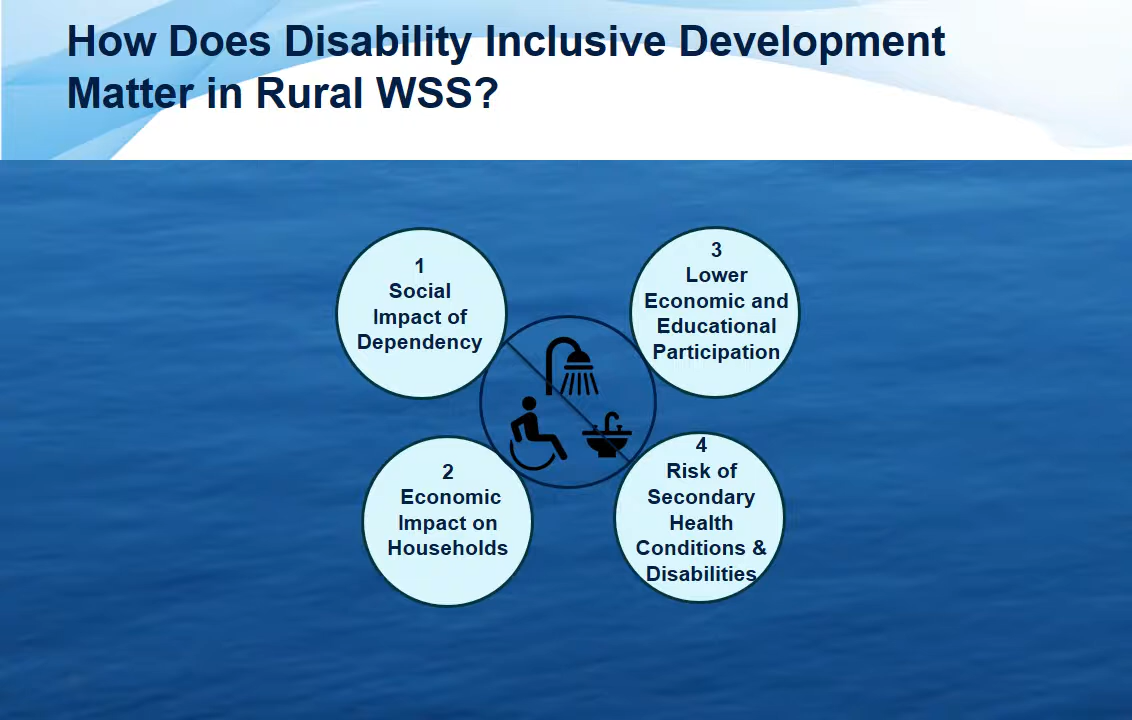 How Does Disability Inclusive Development
Matter in Rural WSS?
1
Social
Impact of
Dependency
2
Economic
Impact on
Households
3
Lower
Economic and
Educational
Participation
4
Risk of
Secondary
Health
Conditions &
Disabilities